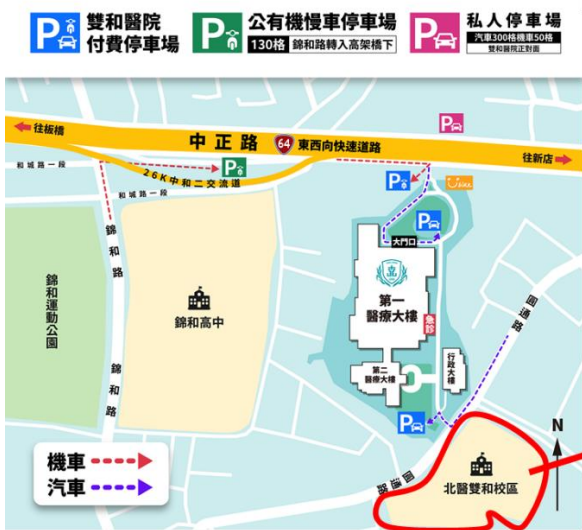 雙和醫院
付費停車場
公有機慢車停車場
130格 錦和路轉入高架橋下
私人停車場
汽車300格機車50格
雙和醫院正對面
往板橋
中正路 64 東西向快速道路
往新店
和城路一段
26K中和二交流道
和城路一段
錦和路
大門口
圓通路
錦和運動公園
錦和高中
第一
醫療大樓
急診
第二
醫療大樓
行政大樓
錦和路
圓通路
北醫雙和校區
N
機車
汽車